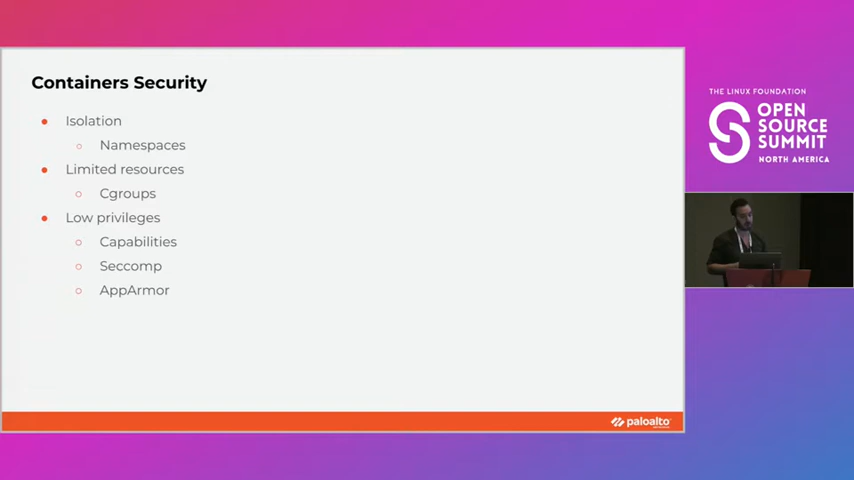 Containers Security
● Isolation
○ Namespaces
● Limited resources
○ Cgroups
● Low privileges
○ Capabilities
○ Seccomp
○ AppArmor
paloalto
THE LINUX FOUNDATION
OPEN
SOURCE
SUMMIT
NORTH AMERICA